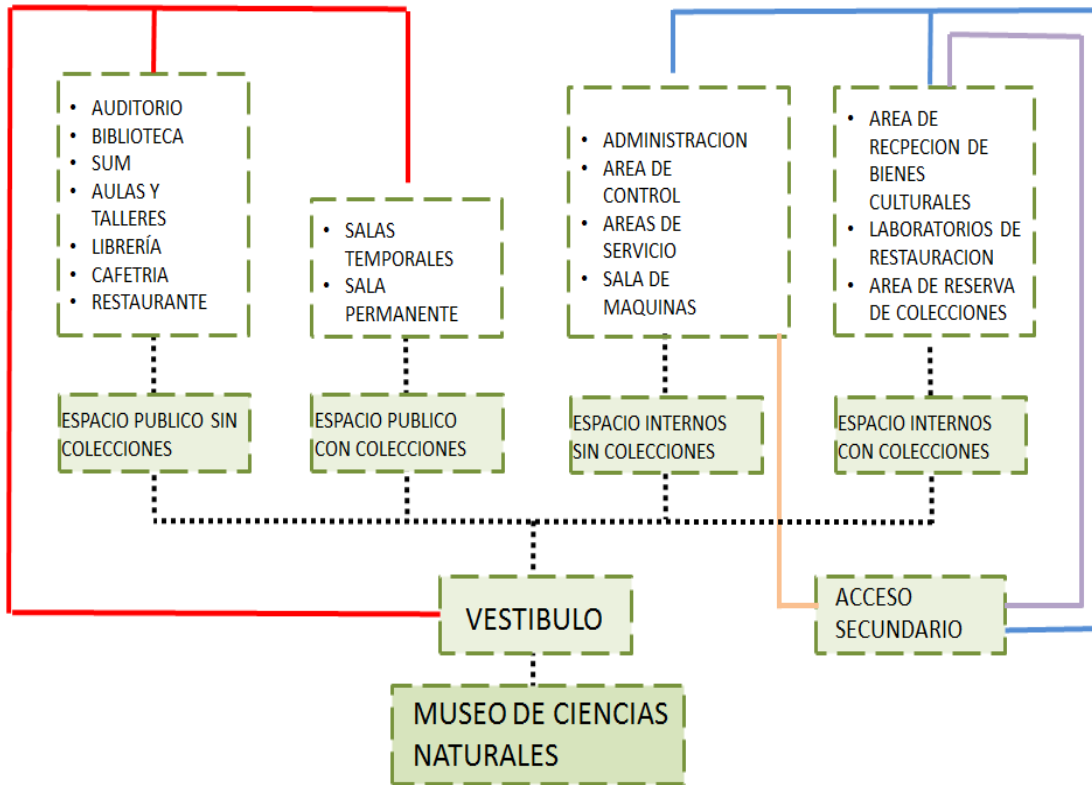 • AUDITORIO
• BIBLIOTECA
• SUM
• AULAS Y
TALLERES
• LIBRERÍA
• CAFETRIA
• RESTAURANTE
• SALAS
TEMPORALES
• SALA
PERMANENTE
• ADMINISTRACION
• AREA DE
CONTROL
• AREAS DE
SERVICIO
• SALA DE
MAQUINAS
• AREA DE
RECPECION DE
BIENES
CULTURALES
• LABORATORIOS DE
RESTAURACION
• AREA DE RESERVA
DE COLECCIONES
ESPACIO PUBLICO SIN
COLECCIONES
ESPACIO PUBLICO
CON COLECCIONES
ESPACIO INTERNOS
SIN COLECCIONES
ESPACIO INTERNOS
CON COLECCIONES
VESTIBULO
ACCESO
SECUNDARIO
MUSEO DE CIENCIAS
NATURALES